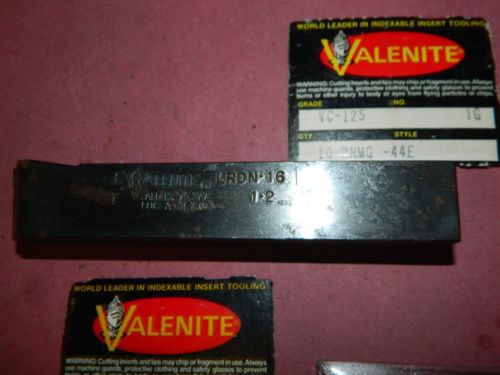 WORLD LEADER IN INDEXABLE INSERT TOOLING
VALENITE
WARNING: Cutting inserts and tips may chip or fragment in use. Always
use machine guards, protective clothing and safety glasses to prevent
burns or other injury to body or eyes from flying particles or chips.
GRADE NO.
VC-125 1G
QTY. STYLE
10 RNMG -44E
VALENITE LRDN-16
1-2
WORLD LEADER IN INDEXABLE INSERT TOOLING
VALENITE
WARNING: Cutting inserts and tips may chip or fragment in use. Always
use machine guards, protective clothing and safety glasses to prevent